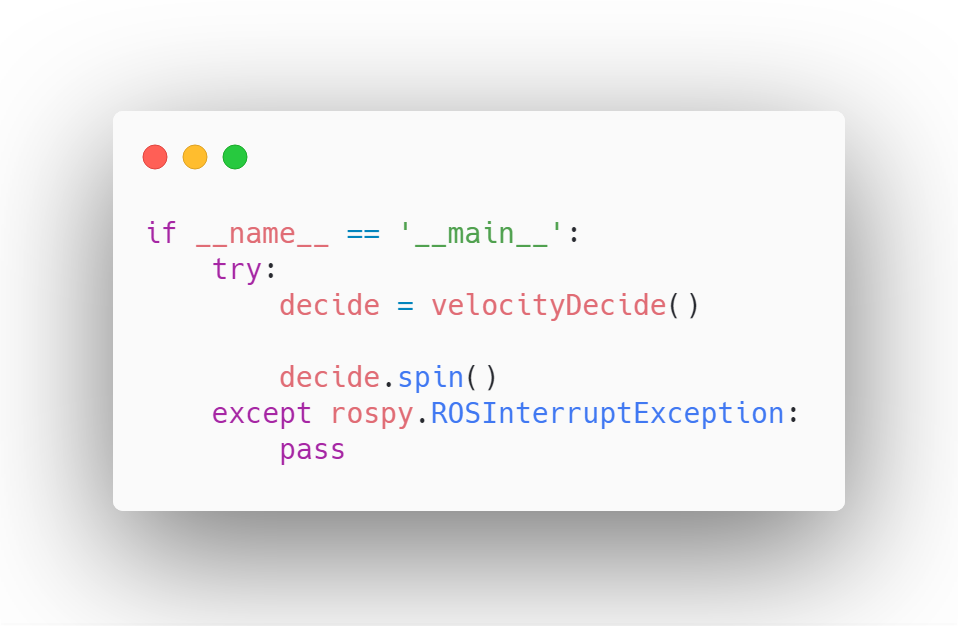 if __name__ == '__main__':
    try:
        decide = velocityDecide()

        decide.spin()
    except rospy.ROSInterruptException:
        pass